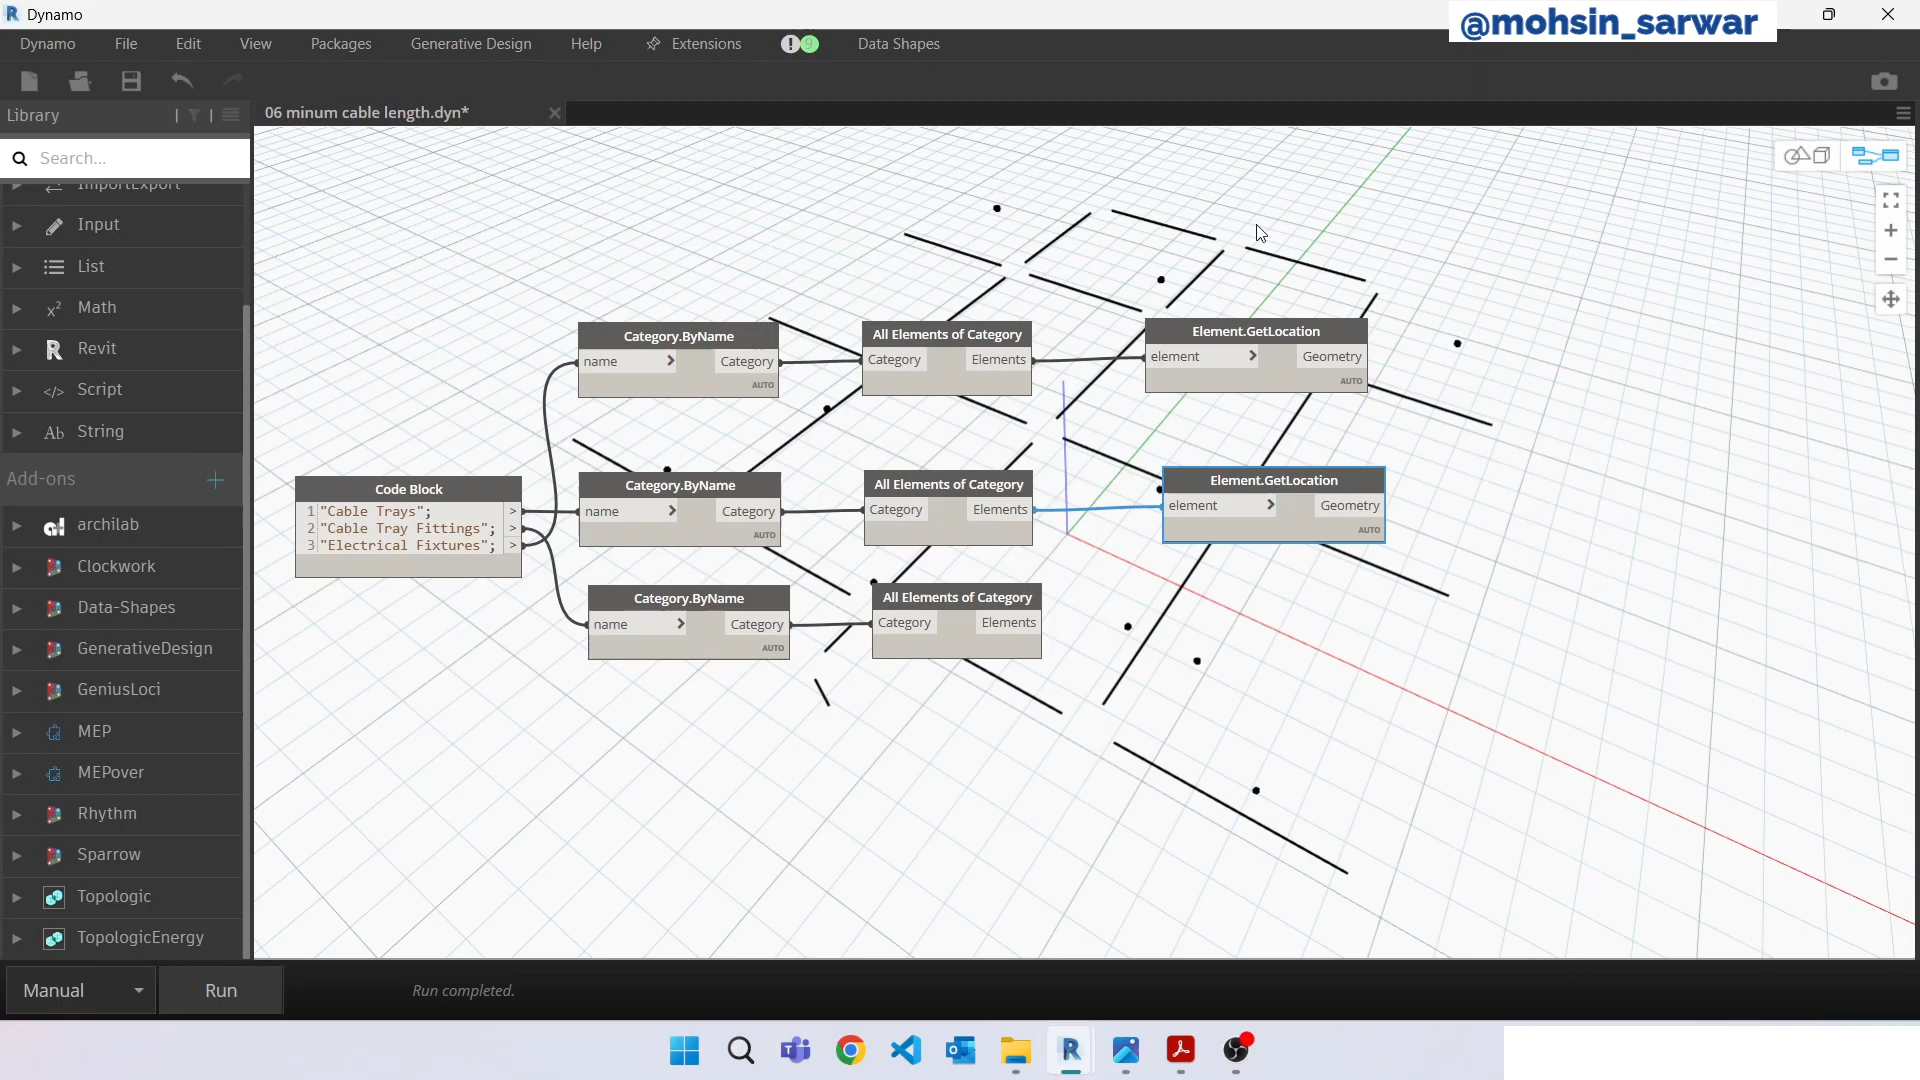 Dynamo
@mohsin_sarwar
Dynamo File Edit View Packages Generative Design Help Extensions Data Shapes
Library
06 minum cable length.dyn*
Search...
ImportExport
Input
List
Math
Revit
Script
String
Add-ons
archilab
Clockwork
Data-Shapes
GenerativeDesign
GeniusLoci
MEP
MEPover
Rhythm
Sparrow
Topologic
TopologicEnergy
Category.ByName
name > Category
AUTO
All Elements of Category
Category Elements
Element.GetLocation
element > Geometry
AUTO
Code Block
1 "Cable Trays"; >
2 "Cable Tray Fittings"; >
3 "Electrical Fixtures"; >
Category.ByName
name > Category
AUTO
All Elements of Category
Category Elements
Element.GetLocation
element > Geometry
AUTO
Category.ByName
name > Category
AUTO
All Elements of Category
Category Elements
Manual Run Run completed.